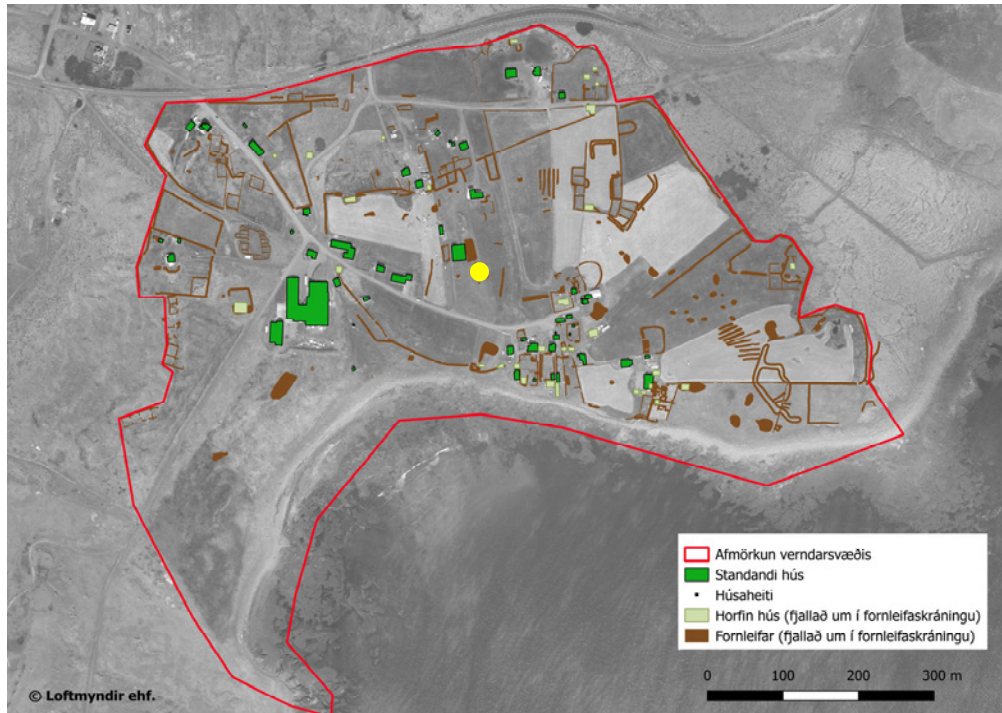 Afmörkun verndarsvæðis
Standandi hús
Húsaheiti
Horfin hús (fjallað um í fornleifaskráningu)
Fornleifar (fjallað um í fornleifaskráningu)
0 100 200 300 m
© Loftmyndir ehf.